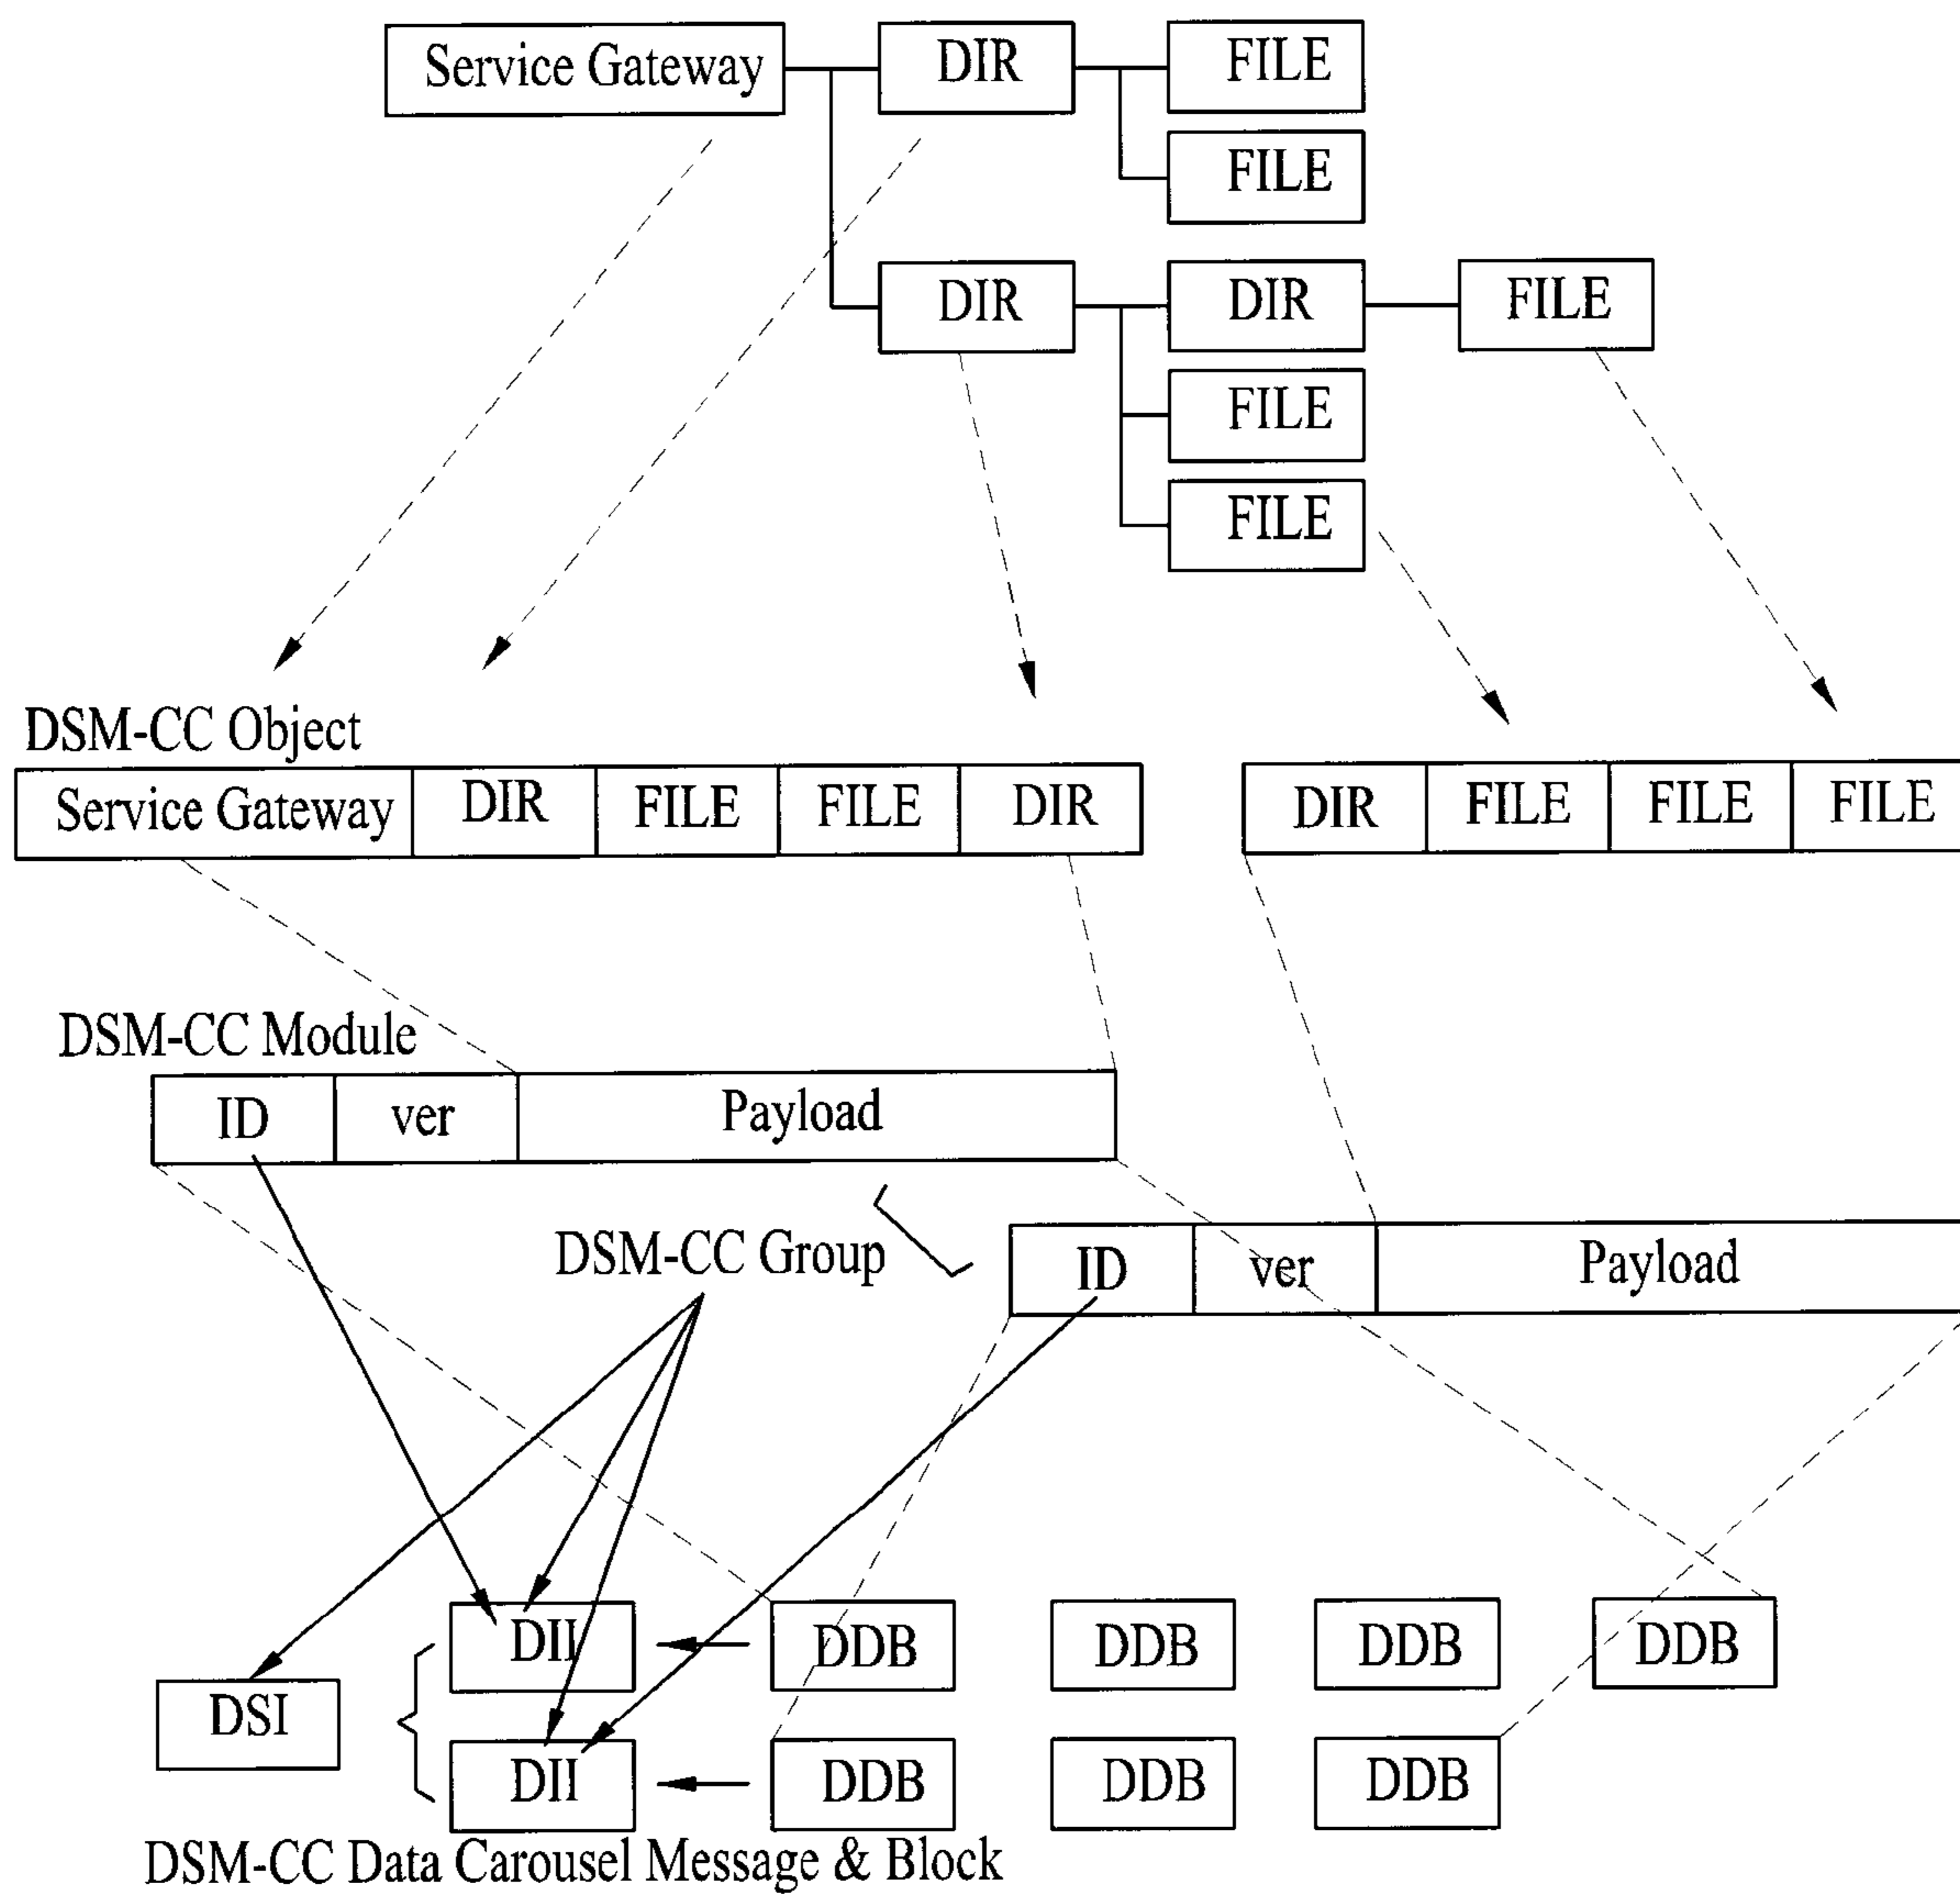 Service Gateway DIR FILE
FILE
DIR DIR FILE
FILE
FILE
DSM-CC Object
Service Gateway DIR FILE FILE DIR DIR FILE FILE FILE
DSM-CC Module
ID ver Payload
DSM-CC Group ID ver Payload
DII DDB DDB DDB DDB
DSI
DII DDB DDB DDB
DSM-CC Data Carousel Message & Block